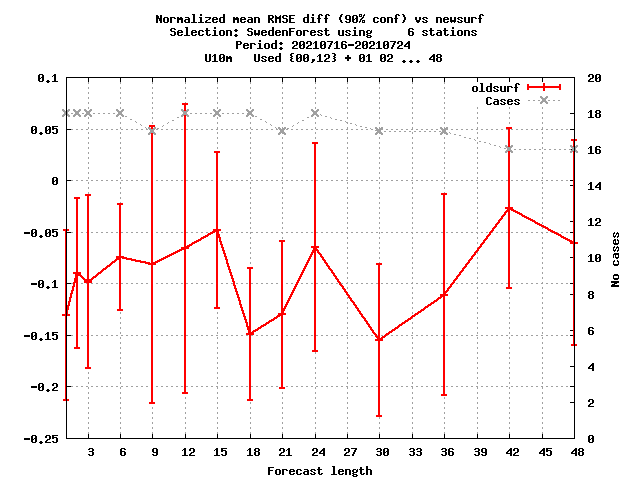 Normalized mean RMSE diff (90% conf) vs newsurf
Selection: SwedenForest using     6 stations
Period: 20210716-20210724
U10m   Used {00,12} + 01 02 ... 48
oldsurf
Cases
0.1
0.05
0
-0.05
-0.1
-0.15
-0.2
-0.25
20
18
16
14
12
10
8
6
4
2
0
No cases
3 6 9 12 15 18 21 24 27 30 33 36 39 42 45 48
Forecast length